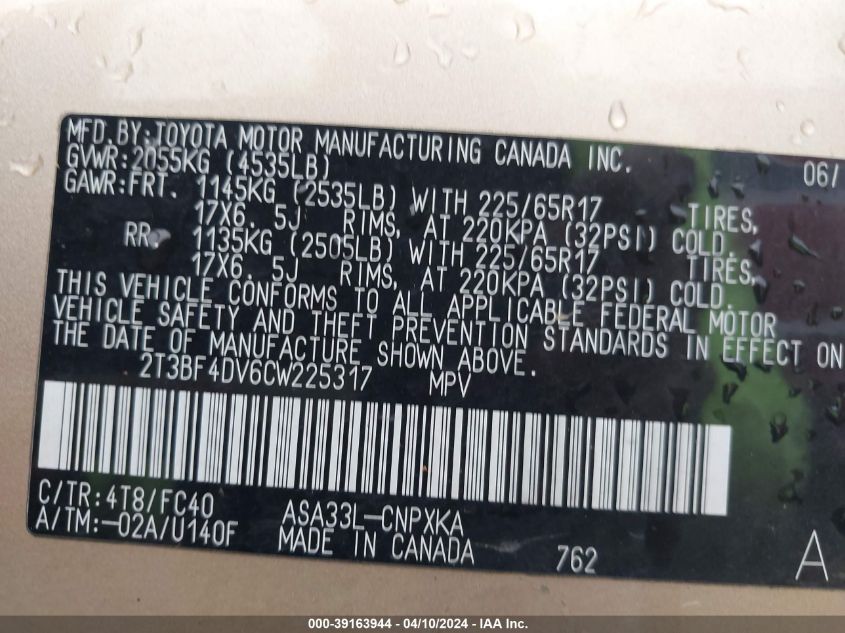 MFD. BY: TOYOTA MOTOR MANUFACTURING CANADA INC. 06/
GVWR: 2055KG (4535LB)
GAWR: FRT. 1145KG (2535LB) WITH 225/65R17 TIRES,
17X6. 5J RIMS, AT 220KPA (32PSI) COLD.
RR. 1135KG (2505LB) WITH 225/65R17 TIRES,
17X6. 5J RIMS, AT 220KPA (32PSI) COLD.
THIS VEHICLE CONFORMS TO ALL APPLICABLE FEDERAL MOTOR
VEHICLE SAFETY AND THEFT PREVENTION STANDARDS IN EFFECT ON
THE DATE OF MANUFACTURE SHOWN ABOVE.
2T3BF4DV6CW225317 MPV
C/TR: 4T8/FC40 ASA33L-CNPXKA
A/TM: -02A/U140F MADE IN CANADA 762 A
000-39163944 - 04/10/2024 - IAA Inc.